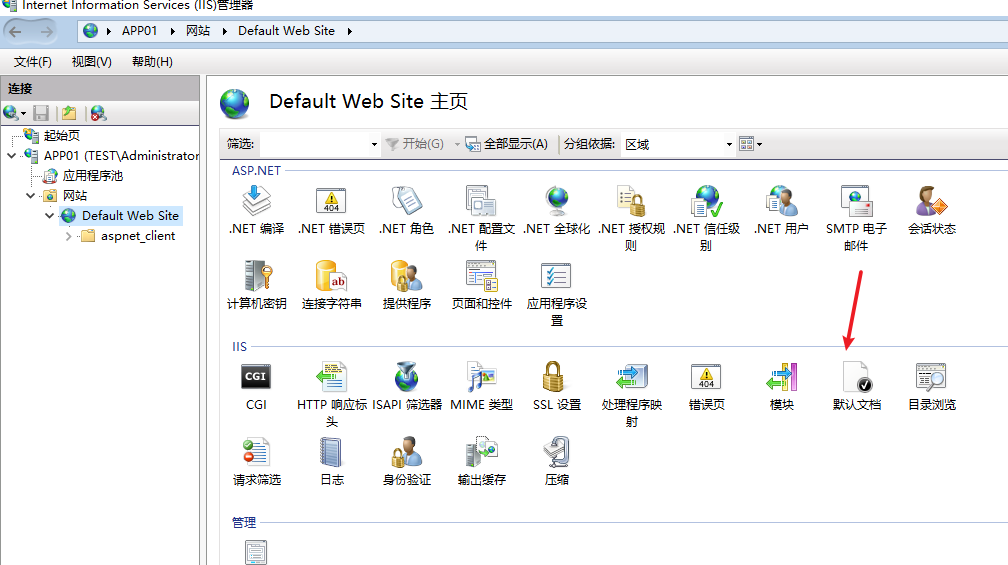 Internet Information Services (IIS)管理器
APP01 网站 Default Web Site
文件(F) 视图(V) 帮助(H)
连接
起始页
APP01 (TEST\Administrator
应用程序池
网站
Default Web Site
aspnet_client
Default Web Site 主页
筛选: 开始(G) 全部显示(A) 分组依据: 区域
ASP.NET
.NET 编译 .NET 错误页 .NET 角色 .NET 配置文 .NET 全球化 .NET 授权规 .NET 信任级 .NET 用户 SMTP 电子 会话状态
件 则 别 邮件
计算机密钥 连接字符串 提供程序 页面和控件 应用程序设
置
IIS
CGI HTTP 响应标 ISAPI 筛选器 MIME 类型 SSL 设置 处理程序映 错误页 模块 默认文档 目录浏览
头 射
请求筛选 日志 身份验证 输出缓存 压缩
管理
404
ab
CGI
404